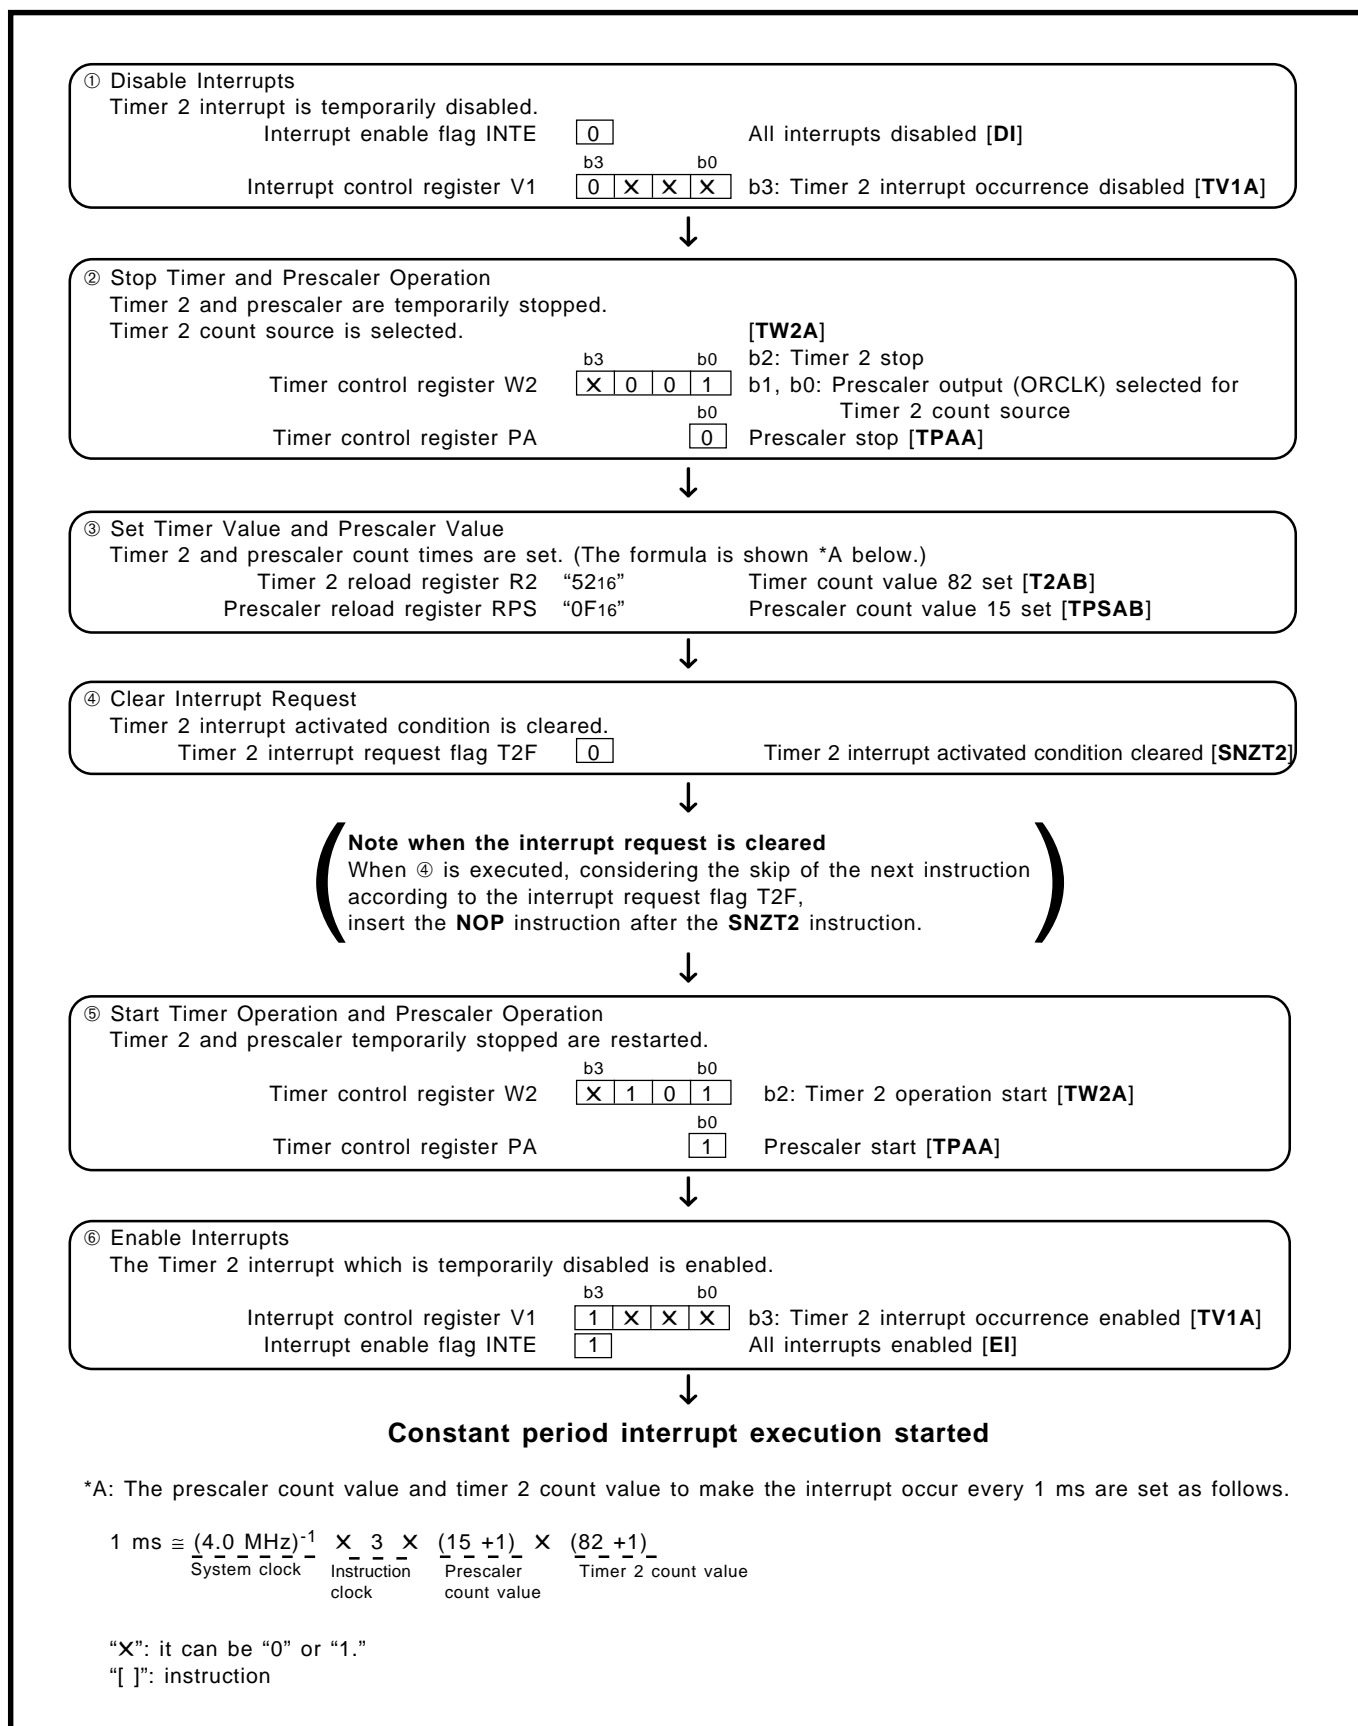 ① Disable Interrupts
Timer 2 interrupt is temporarily disabled.
Interrupt enable flag INTE 0 All interrupts disabled [DI]
b3 b0
Interrupt control register V1 0 X X X b3: Timer 2 interrupt occurrence disabled [TV1A]
↓
② Stop Timer and Prescaler Operation
Timer 2 and prescaler are temporarily stopped.
Timer 2 count source is selected. [TW2A]
b3 b0 b2: Timer 2 stop
Timer control register W2 X 0 0 1 b1, b0: Prescaler output (ORCLK) selected for
b0 Timer 2 count source
Timer control register PA 0 Prescaler stop [TPAA]
↓
③ Set Timer Value and Prescaler Value
Timer 2 and prescaler count times are set. (The formula is shown *A below.)
Timer 2 reload register R2 “5216” Timer count value 82 set [T2AB]
Prescaler reload register RPS “0F16” Prescaler count value 15 set [TPSAB]
↓
④ Clear Interrupt Request
Timer 2 interrupt activated condition is cleared.
Timer 2 interrupt request flag T2F 0 Timer 2 interrupt activated condition cleared [SNZT2]
↓
Note when the interrupt request is cleared
When ④ is executed, considering the skip of the next instruction
according to the interrupt request flag T2F,
insert the NOP instruction after the SNZT2 instruction.
↓
⑤ Start Timer Operation and Prescaler Operation
Timer 2 and prescaler temporarily stopped are restarted.
b3 b0
Timer control register W2 X 1 0 1 b2: Timer 2 operation start [TW2A]
b0
Timer control register PA 1 Prescaler start [TPAA]
↓
⑥ Enable Interrupts
The Timer 2 interrupt which is temporarily disabled is enabled.
b3 b0
Interrupt control register V1 1 X X X b3: Timer 2 interrupt occurrence enabled [TV1A]
Interrupt enable flag INTE 1 All interrupts enabled [EI]
↓
Constant period interrupt execution started
*A: The prescaler count value and timer 2 count value to make the interrupt occur every 1 ms are set as follows.
1 ms ≅ (4.0 MHz)-1 X 3 X (15 +1) X (82 +1)
System clock Instruction Prescaler Timer 2 count value
clock count value
“X”: it can be “0” or “1.”
“[ ]”: instruction